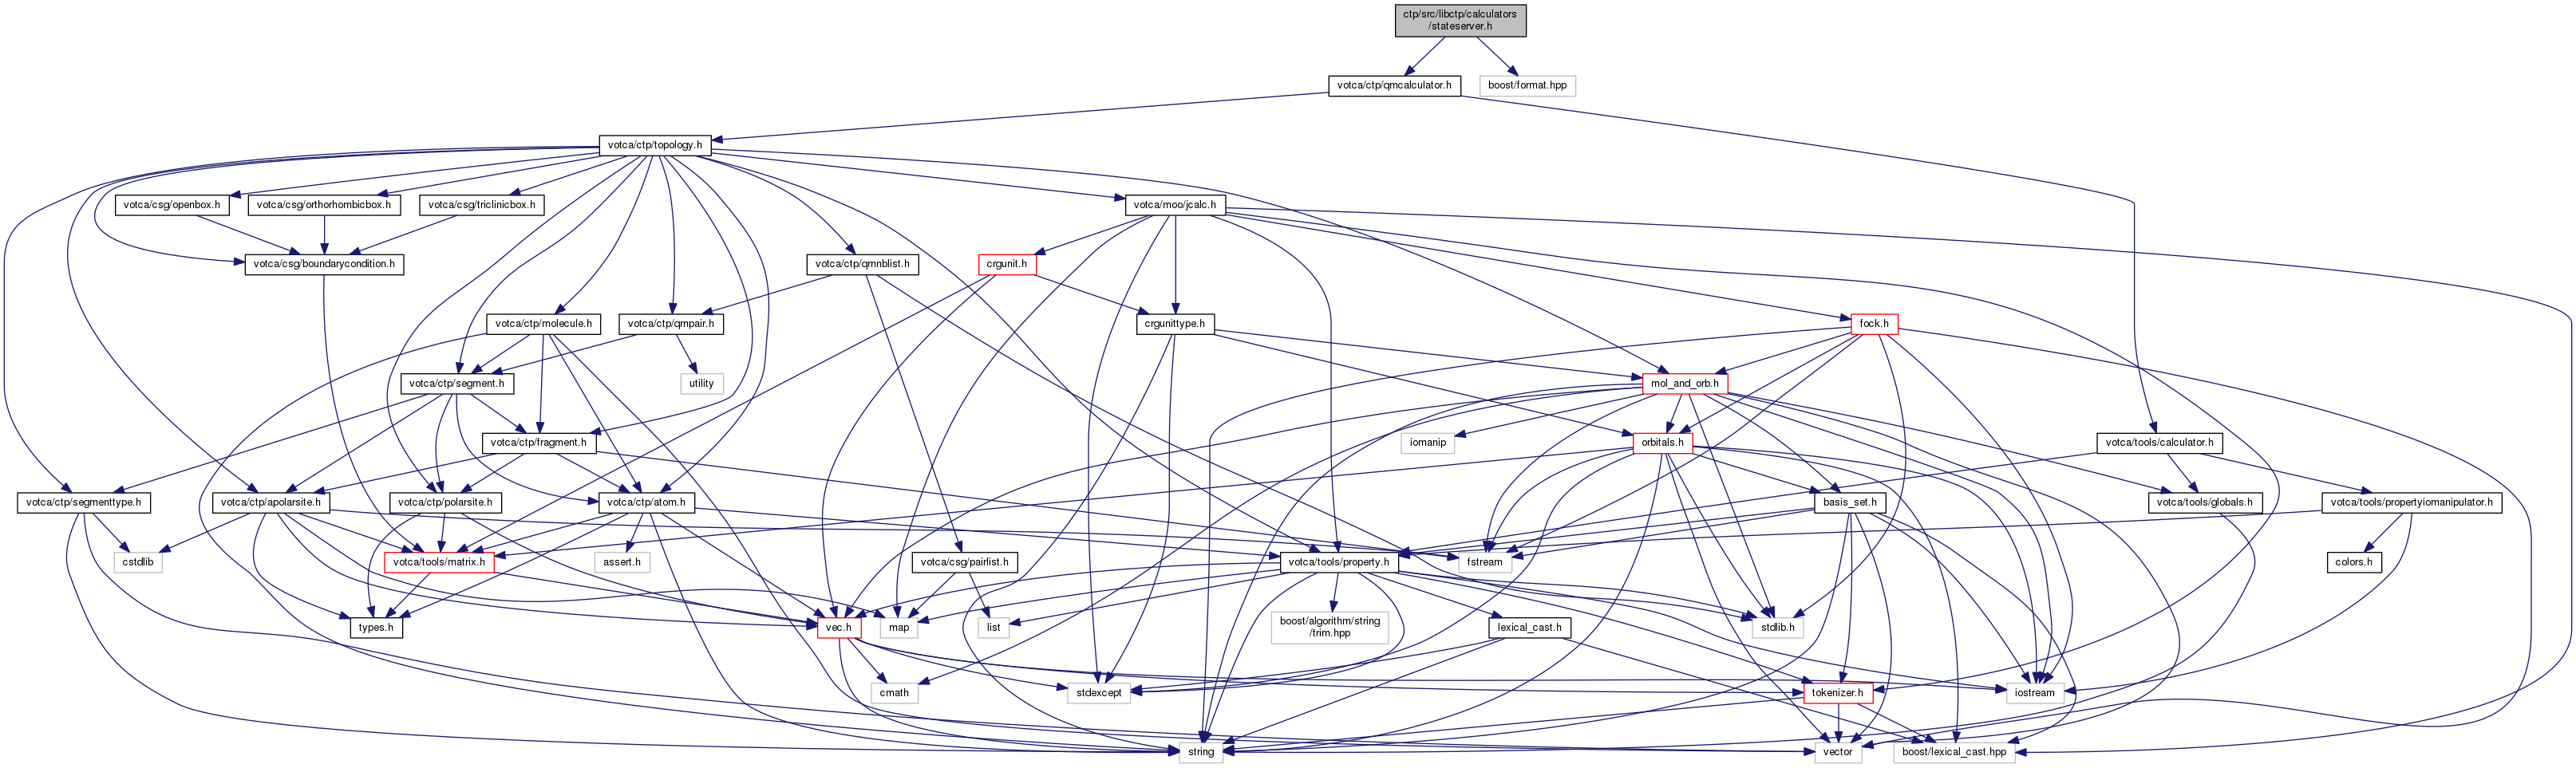 ctp/src/libctp/calculators
/stateserver.h
votca/ctp/qmcalculator.h
boost/format.hpp
votca/ctp/topology.h
votca/csg/openbox.h
votca/csg/orthorhombicbox.h
votca/csg/triclinicbox.h
votca/moo/jcalc.h
votca/csg/boundarycondition.h
votca/ctp/qmnblist.h
crgunit.h
votca/ctp/molecule.h
votca/ctp/qmpair.h
crgunittype.h
fock.h
votca/ctp/segment.h
utility
mol_and_orb.h
votca/ctp/fragment.h
iomanip
orbitals.h
votca/tools/calculator.h
votca/ctp/segmenttype.h
votca/ctp/apolarsite.h
votca/ctp/polarsite.h
votca/ctp/atom.h
basis_set.h
votca/tools/globals.h
votca/tools/propertyiomanipulator.h
cstdlib
votca/tools/matrix.h
assert.h
votca/csg/pairlist.h
votca/tools/property.h
fstream
colors.h
types.h
vec.h
map
list
boost/algorithm/string
/trim.hpp
lexical_cast.h
stdlib.h
cmath
stdexcept
tokenizer.h
iostream
string
vector
boost/lexical_cast.hpp